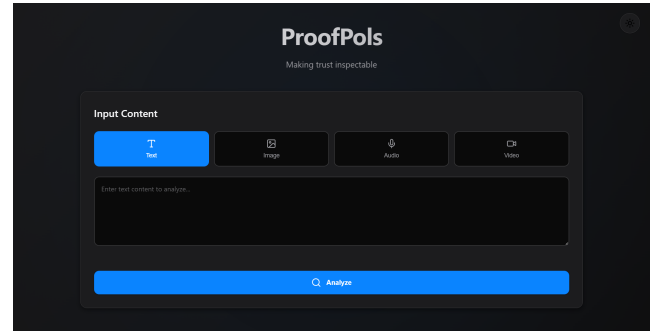 ProofPols
Making trust inspectable
Input Content
Text
Image
Audio
Video
Enter text content to analyze...
Analyze